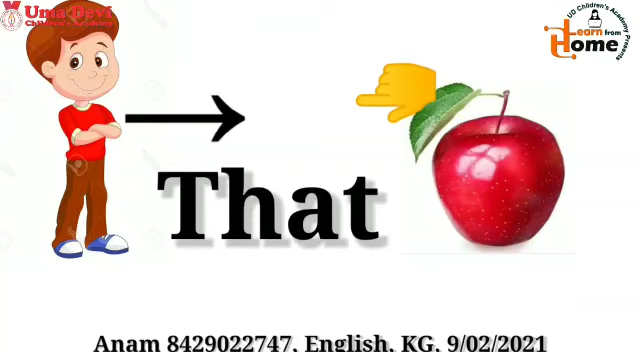 Uma Devi
Children's Academy
UD Children's Academy Presents
Learn from
Home
That
Anam 8429022747, English, KG, 9/02/2021